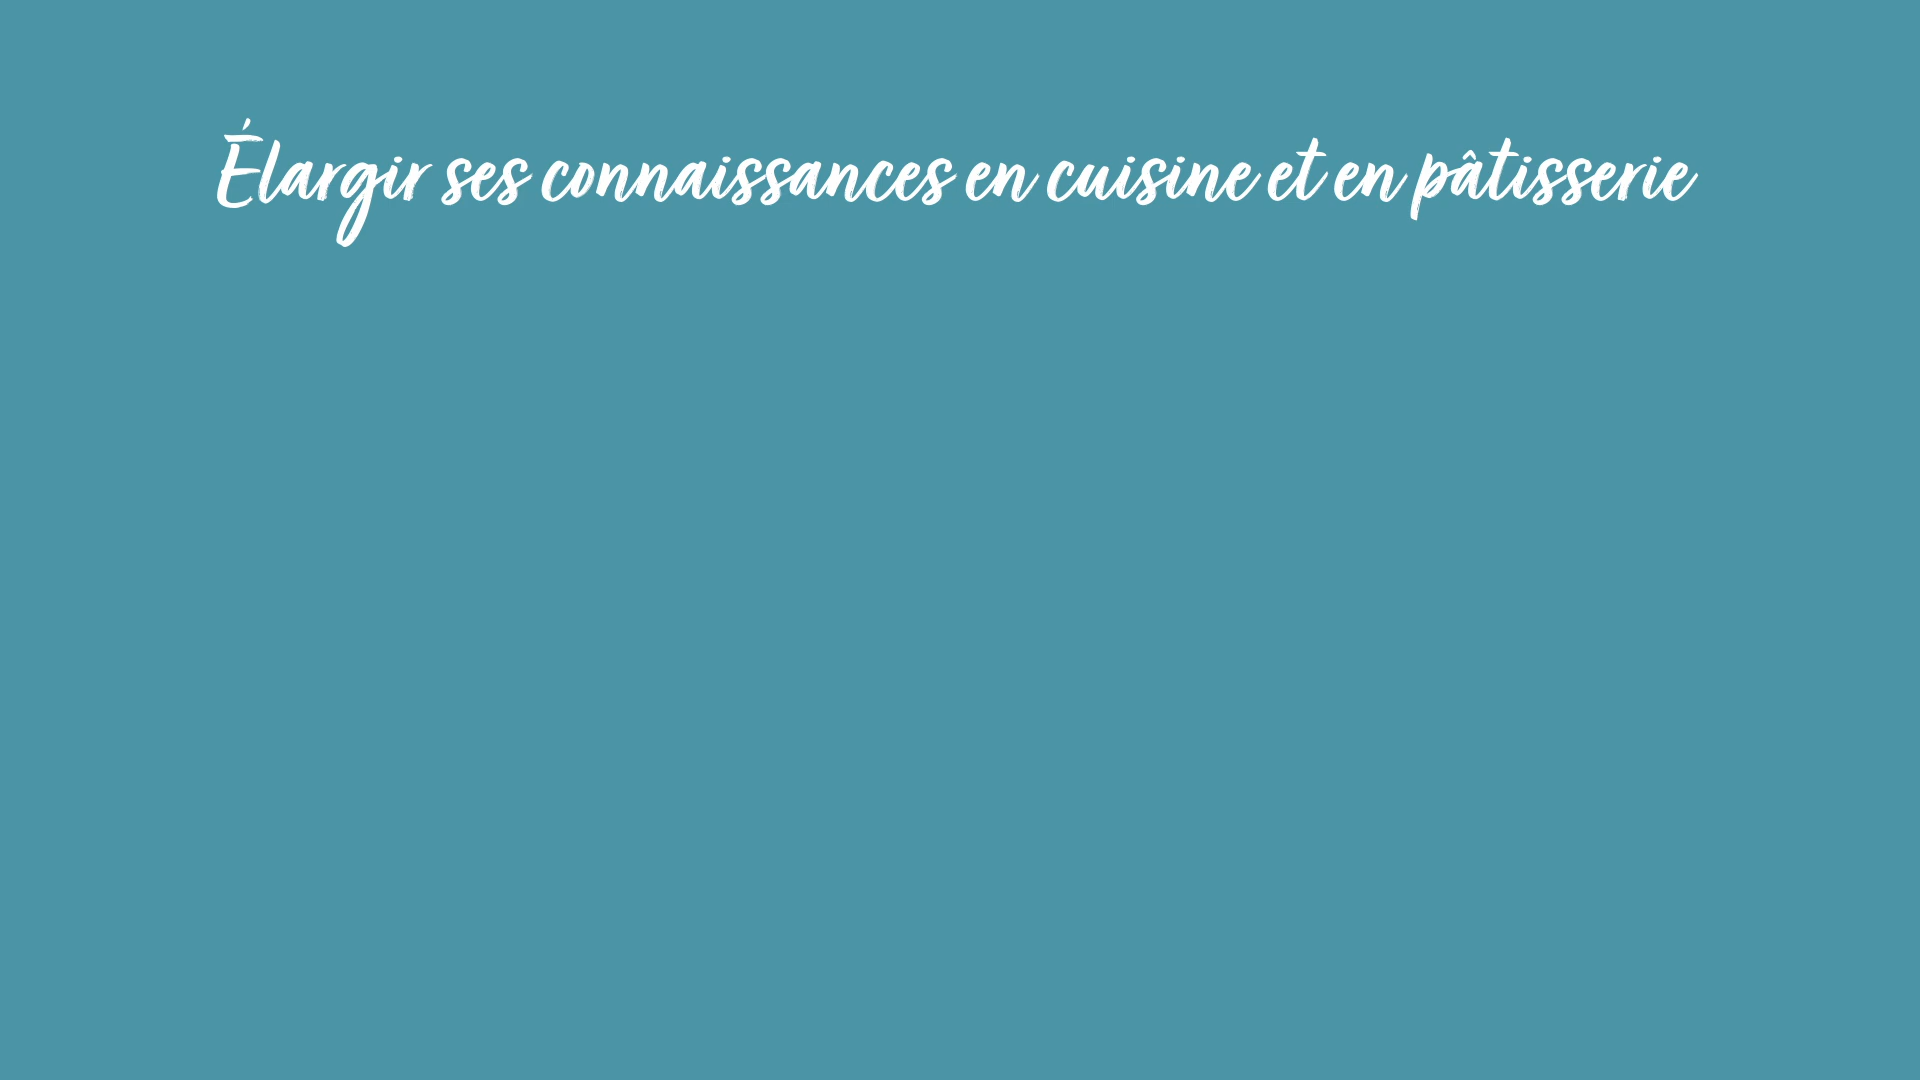 Élargir ses connaissances en cuisine et en pâtisserie